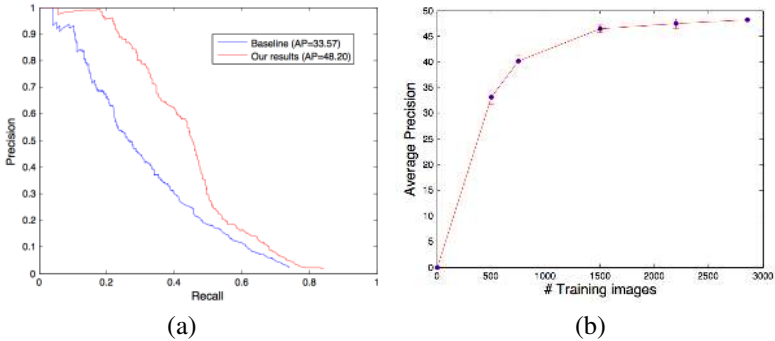 1
0.9
0.8
0.7
0.6
0.5
0.4
0.3
0.2
0.1
0
Precision
Baseline (AP=33.57)
Our results (AP=48.20)
0 0.2 0.4 0.6 0.8 1
Recall
(a)
50
45
40
35
30
25
20
15
10
5
0
Average Precision
0 500 1000 1500 2000 2500 3000
# Training images
(b)